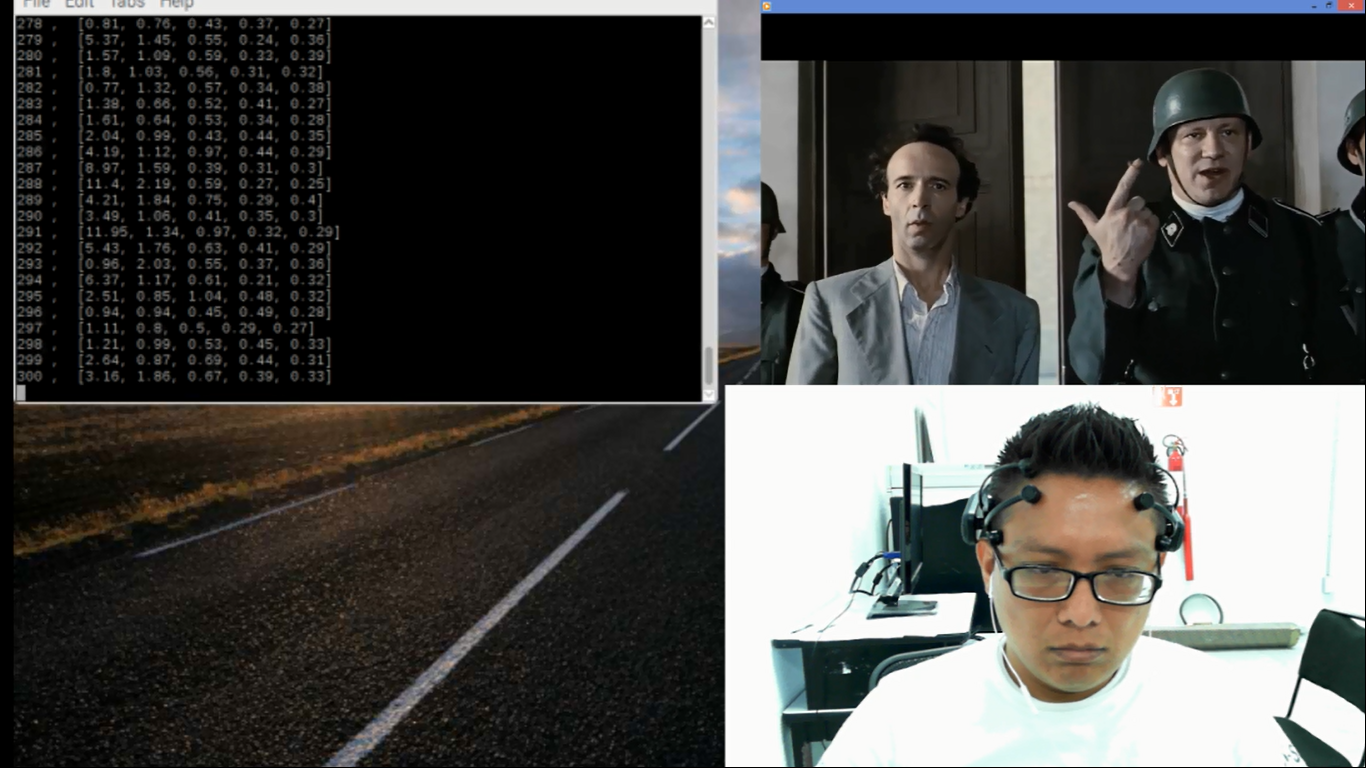 File Edit Tabs Help
278 , [0.81, 0.76, 0.43, 0.37, 0.27]
279 , [5.37, 1.45, 0.55, 0.24, 0.36]
280 , [1.57, 1.09, 0.59, 0.33, 0.39]
281 , [1.8, 1.03, 0.56, 0.31, 0.32]
282 , [0.77, 1.32, 0.57, 0.34, 0.38]
283 , [1.38, 0.66, 0.52, 0.41, 0.27]
284 , [1.61, 0.64, 0.53, 0.34, 0.28]
285 , [2.04, 0.99, 0.43, 0.44, 0.35]
286 , [4.19, 1.12, 0.97, 0.44, 0.29]
287 , [8.97, 1.59, 0.39, 0.31, 0.3]
288 , [11.4, 2.19, 0.59, 0.27, 0.25]
289 , [4.21, 1.84, 0.75, 0.29, 0.4]
290 , [3.49, 1.06, 0.41, 0.35, 0.3]
291 , [11.95, 1.34, 0.97, 0.32, 0.29]
292 , [5.43, 1.76, 0.63, 0.41, 0.29]
293 , [0.96, 2.03, 0.55, 0.37, 0.36]
294 , [6.37, 1.17, 0.61, 0.21, 0.32]
295 , [2.51, 0.85, 1.04, 0.48, 0.32]
296 , [0.94, 0.94, 0.45, 0.49, 0.28]
297 , [1.11, 0.8, 0.5, 0.29, 0.27]
298 , [1.21, 0.99, 0.53, 0.45, 0.33]
299 , [2.64, 0.87, 0.69, 0.44, 0.31]
300 , [3.16, 1.86, 0.67, 0.39, 0.33]